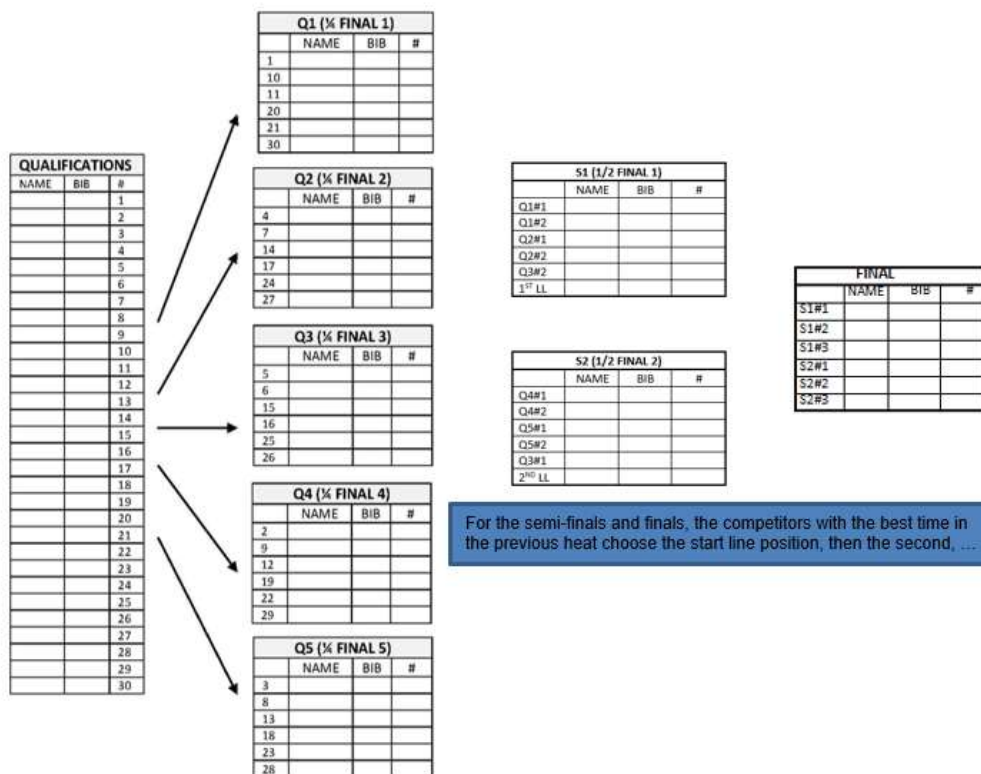 QUALIFICATIONS
NAME BIB #
1
2
3
4
5
6
7
8
9
10
11
12
13
14
15
16
17
18
19
20
21
22
23
24
25
26
27
28
29
30
Q1 (¼ FINAL 1)
NAME BIB #
1
10
11
20
21
30
Q2 (¼ FINAL 2)
NAME BIB #
4
7
14
17
24
27
Q3 (¼ FINAL 3)
NAME BIB #
5
6
15
16
25
26
Q4 (¼ FINAL 4)
NAME BIB #
2
9
12
19
22
29
Q5 (¼ FINAL 5)
NAME BIB #
3
8
13
18
23
28
S1 (1/2 FINAL 1)
NAME BIB #
Q1#1
Q1#2
Q2#1
Q2#2
Q3#2
1ST LL
S2 (1/2 FINAL 2)
NAME BIB #
Q4#1
Q4#2
Q5#1
Q5#2
Q3#1
2ND LL
FINAL
NAME BIB #
S1#1
S1#2
S1#3
S2#1
S2#2
S2#3
For the semi-finals and finals, the competitors with the best time in
the previous heat choose the start line position, then the second, …